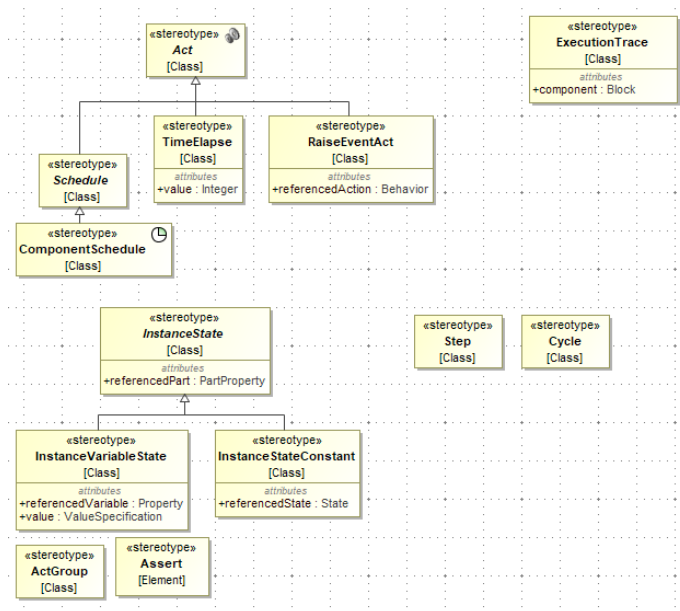 «stereotype»
Act
[Class]
«stereotype»
ExecutionTrace
[Class]
attributes
+component : Block
«stereotype»
Schedule
[Class]
«stereotype»
TimeElapse
[Class]
attributes
+value : Integer
«stereotype»
RaiseEventAct
[Class]
attributes
+referencedAction : Behavior
«stereotype»
ComponentSchedule
[Class]
«stereotype»
InstanceState
[Class]
attributes
+referencedPart : PartProperty
«stereotype»
Step
[Class]
«stereotype»
Cycle
[Class]
«stereotype»
InstanceVariableState
[Class]
attributes
+referencedVariable : Property
+value : ValueSpecification
«stereotype»
InstanceStateConstant
[Class]
attributes
+referencedState : State
«stereotype»
ActGroup
[Class]
«stereotype»
Assert
[Element]